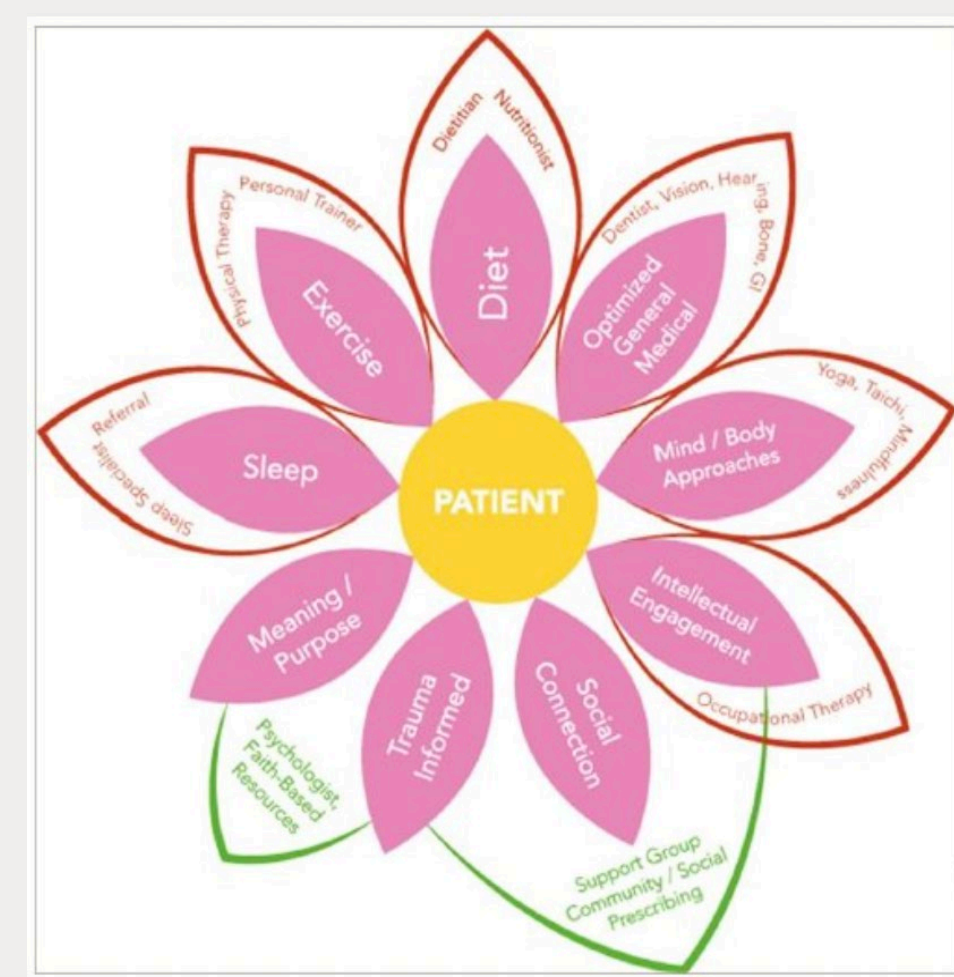 Dietitian
Nutritionist
Diet
Dentist, Vision, Hearing, Bone, GI
Optimized
General
Medical
Yoga, Taichi, Mindfulness
Mind / Body
Approaches
Intellectual
Engagement
Occupational Therapy
Social
Connection
Support Group
Community / Social
Prescribing
Trauma
Informed
Meaning /
Purpose
Psychologist,
Faith-Based
Resources
Sleep
Sleep Specialist Referral
Exercise
Physical Therapy
Personal Trainer
PATIENT